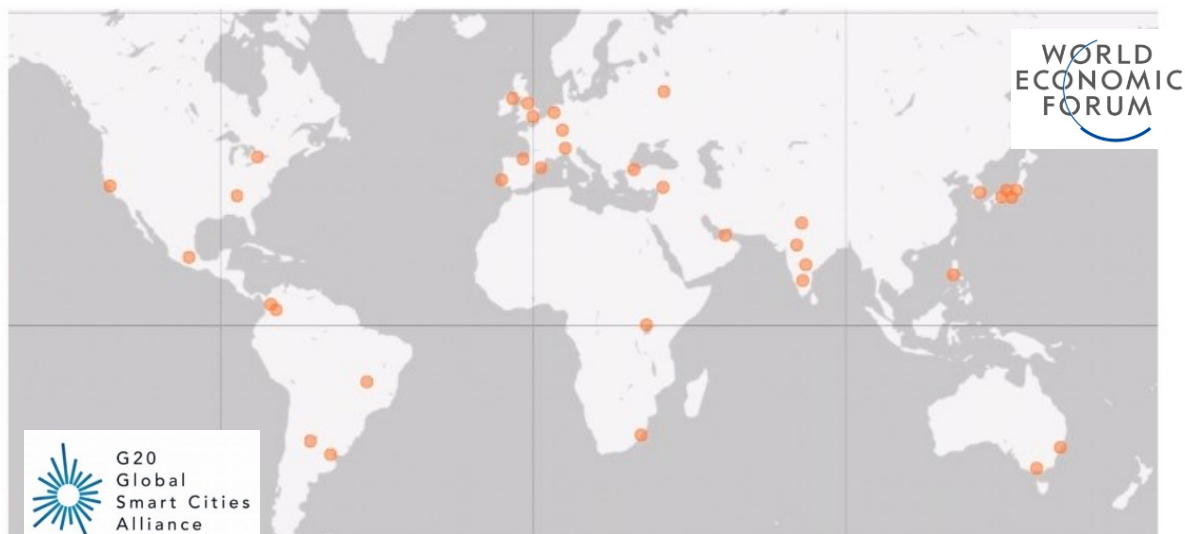 WORLD
ECONOMIC
FORUM
G20
Global
Smart Cities
Alliance